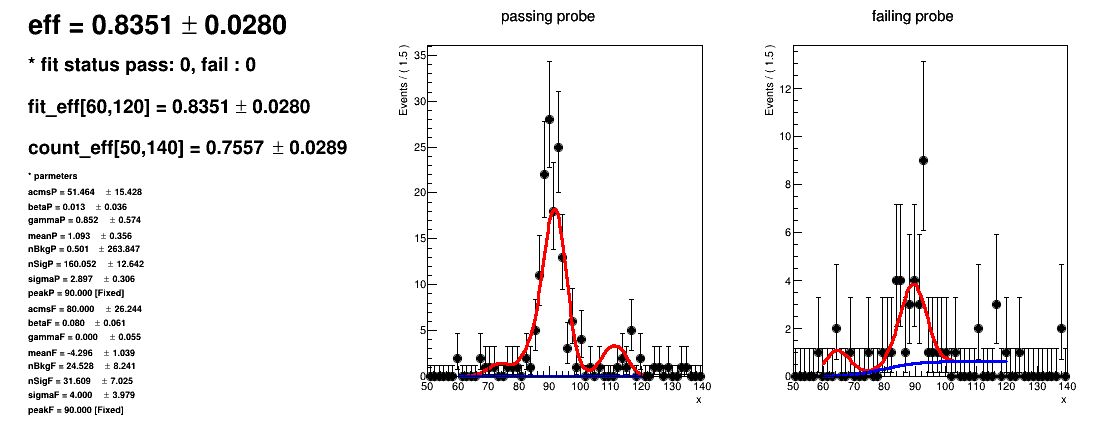 eff = 0.8351 ± 0.0280
* fit status pass: 0, fail : 0
fit_eff[60,120] = 0.8351 ± 0.0280
count_eff[50,140] = 0.7557 ± 0.0289
* parmeters
acmsP = 51.464 ± 15.428
betaP = 0.013 ± 0.036
gammaP = 0.852 ± 0.574
meanP = 1.093 ± 0.356
nBkgP = 0.501 ± 263.847
nSigP = 160.052 ± 12.642
sigmaP = 2.897 ± 0.306
peakP = 90.000 [Fixed]
acmsF = 80.000 ± 26.244
betaF = 0.080 ± 0.061
gammaF = 0.000 ± 0.055
meanF = -4.296 ± 1.039
nBkgF = 24.528 ± 8.241
nSigF = 31.609 ± 7.025
sigmaF = 4.000 ± 3.979
peakF = 90.000 [Fixed]
passing probe
Events / ( 1.5 )
35
30
25
20
15
10
5
0
50 60 70 80 90 100 110 120 130 140
x
failing probe
Events / ( 1.5 )
12
10
8
6
4
2
0
50 60 70 80 90 100 110 120 130 140
x